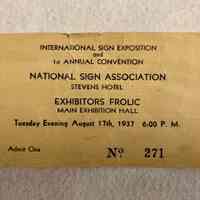 INTERNATIONAL SIGN EXPOSITION
and
1st ANNUAL CONVENTION
NATIONAL SIGN ASSOCIATION
STEVENS HOTEL
EXHIBITORS FROLIC
MAIN EXHIBITION HALL
Tuesday Evening August 17th, 1937 6:00 P. M.
Admit One
No. 271